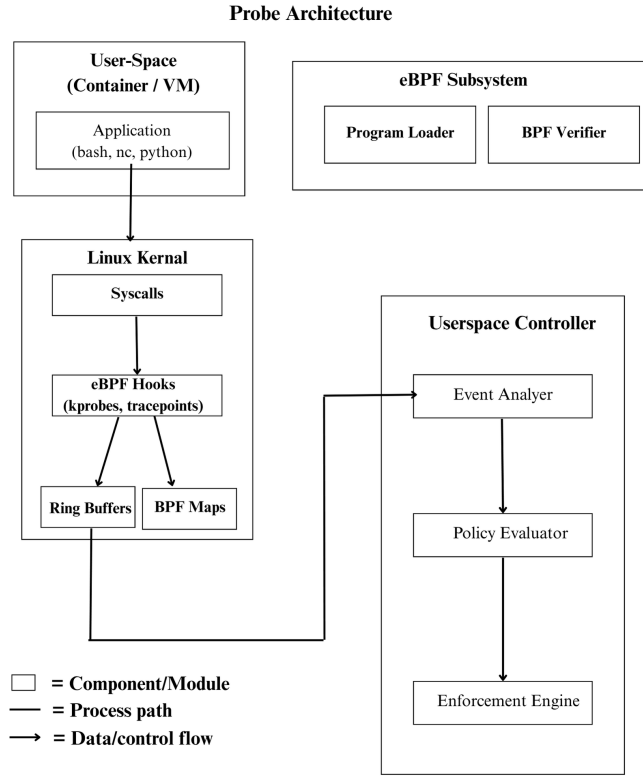 Probe Architecture
User-Space
(Container / VM)
Application
(bash, nc, python)
eBPF Subsystem
Program Loader
BPF Verifier
Linux Kernal
Syscalls
eBPF Hooks
(kprobes, tracepoints)
Ring Buffers
BPF Maps
Userspace Controller
Event Analyer
Policy Evaluator
Enforcement Engine
= Component/Module
= Process path
= Data/control flow